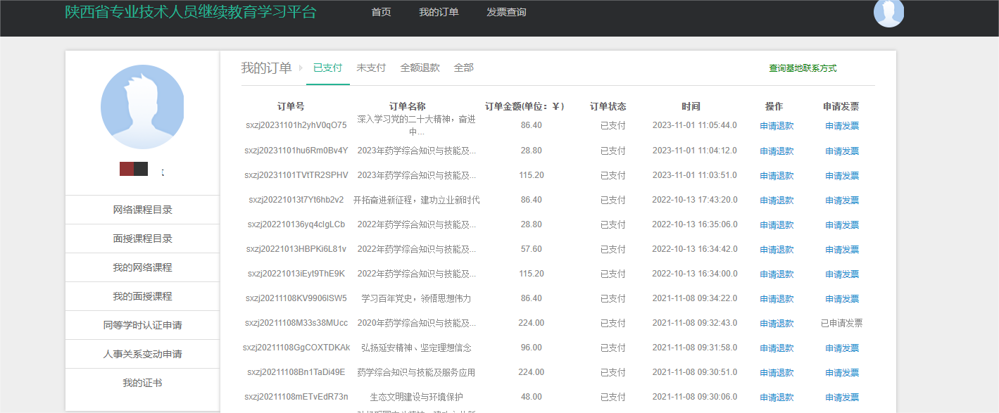 陕西省专业技术人员继续教育学习平台 首页 我的订单 发票查询
我的订单 已支付 未支付 全额退款 全部 查询基地联系方式
网络课程目录
面授课程目录
我的网络课程
我的面授课程
同等学时认证申请
人事关系变动申请
我的证书
订单号 订单名称 订单金额(单位：¥) 订单状态 时间 操作 申请发票
sxzj20231101h2yhV0qO75 深入学习党的二十大精神，奋进中... 86.40 已支付 2023-11-01 11:05:44.0 申请退款 申请发票
sxzj20231101hu6Rm0Bv4Y 2023年药学综合知识与技能及... 28.80 已支付 2023-11-01 11:04:12.0 申请退款 申请发票
sxzj20231101TVtTR2SPHV 2023年药学综合知识与技能及... 115.20 已支付 2023-11-01 11:03:51.0 申请退款 申请发票
sxzj20221013t7Yt6hb2v2 开拓奋进新征程，建功立业新时代 86.40 已支付 2022-10-13 17:43:20.0 申请退款 申请发票
sxzj202210136yq4clgLCb 2022年药学综合知识与技能及... 28.80 已支付 2022-10-13 16:35:06.0 申请退款 申请发票
sxzj20221013HBPKi6L81v 2022年药学综合知识与技能及... 57.60 已支付 2022-10-13 16:34:42.0 申请退款 申请发票
sxzj20221013iEyt9ThE9K 2022年药学综合知识与技能及... 115.20 已支付 2022-10-13 16:34:00.0 申请退款 申请发票
sxzj20211108KV9906lSW5 学习百年党史，领悟思想伟力 86.40 已支付 2021-11-08 09:34:22.0 申请退款 申请发票
sxzj20211108M33s38MUcc 2020年药学综合知识与技能及... 224.00 已支付 2021-11-08 09:32:43.0 申请退款 已申请发票
sxzj20211108GgCOXTDKAk 弘扬延安精神、坚定理想信念 96.00 已支付 2021-11-08 09:31:58.0 申请退款 申请发票
sxzj20211108Bn1TaDi49E 药学综合知识与技能及服务应用 224.00 已支付 2021-11-08 09:30:51.0 申请退款 申请发票
sxzj20211108mETvEdR73n 生态文明建设与环境保护 48.00 已支付 2021-11-08 09:30:06.0 申请退款 申请发票